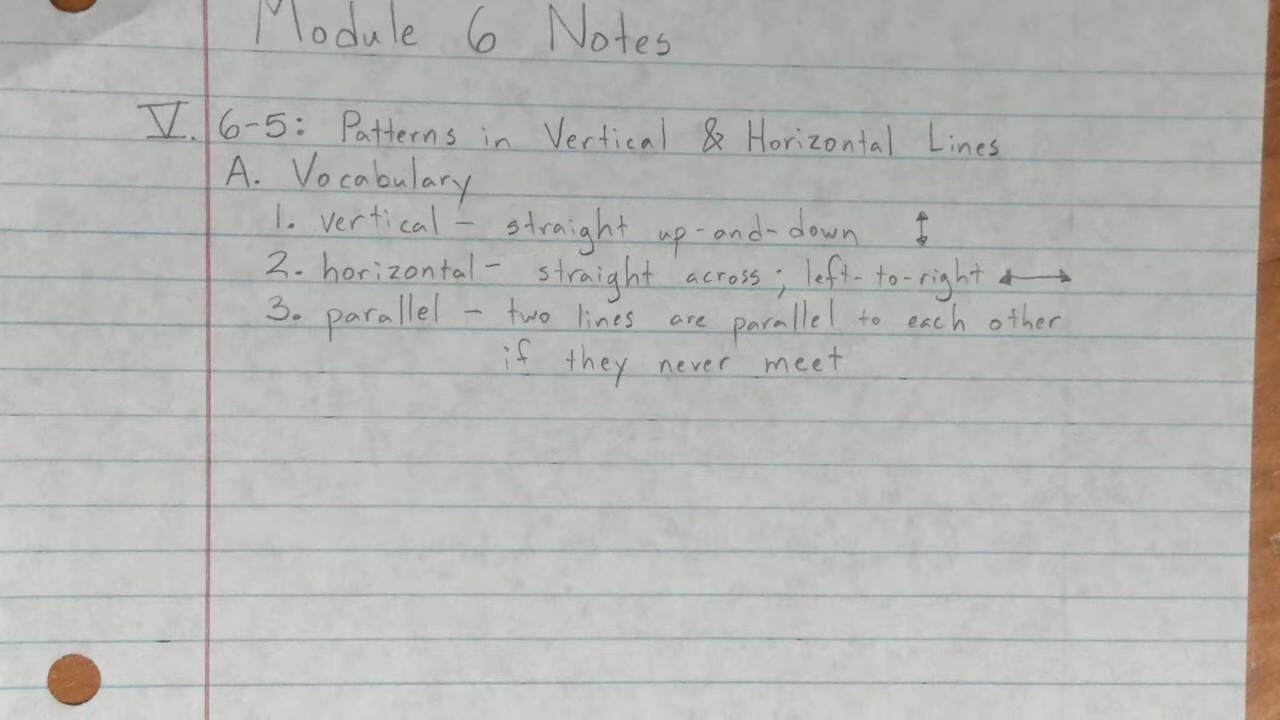 Module 6 Notes
V. 6-5: Patterns in Vertical & Horizontal Lines
A. Vocabulary
1. vertical - straight up-and-down ↕
2. horizontal - straight across; left-to-right ↔
3. parallel - two lines are parallel to each other
if they never meet